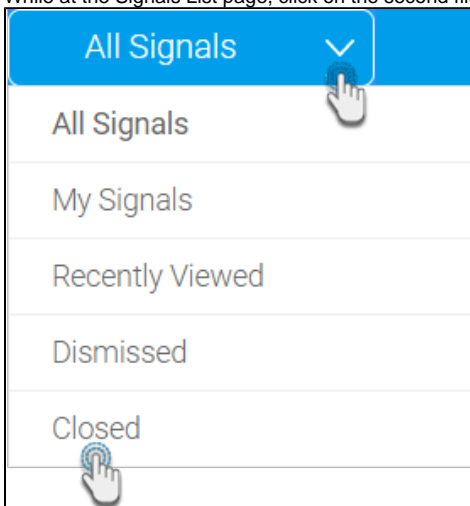 While at the Signals List page, click on the second fil
All Signals
All Signals
My Signals
Recently Viewed
Dismissed
Closed